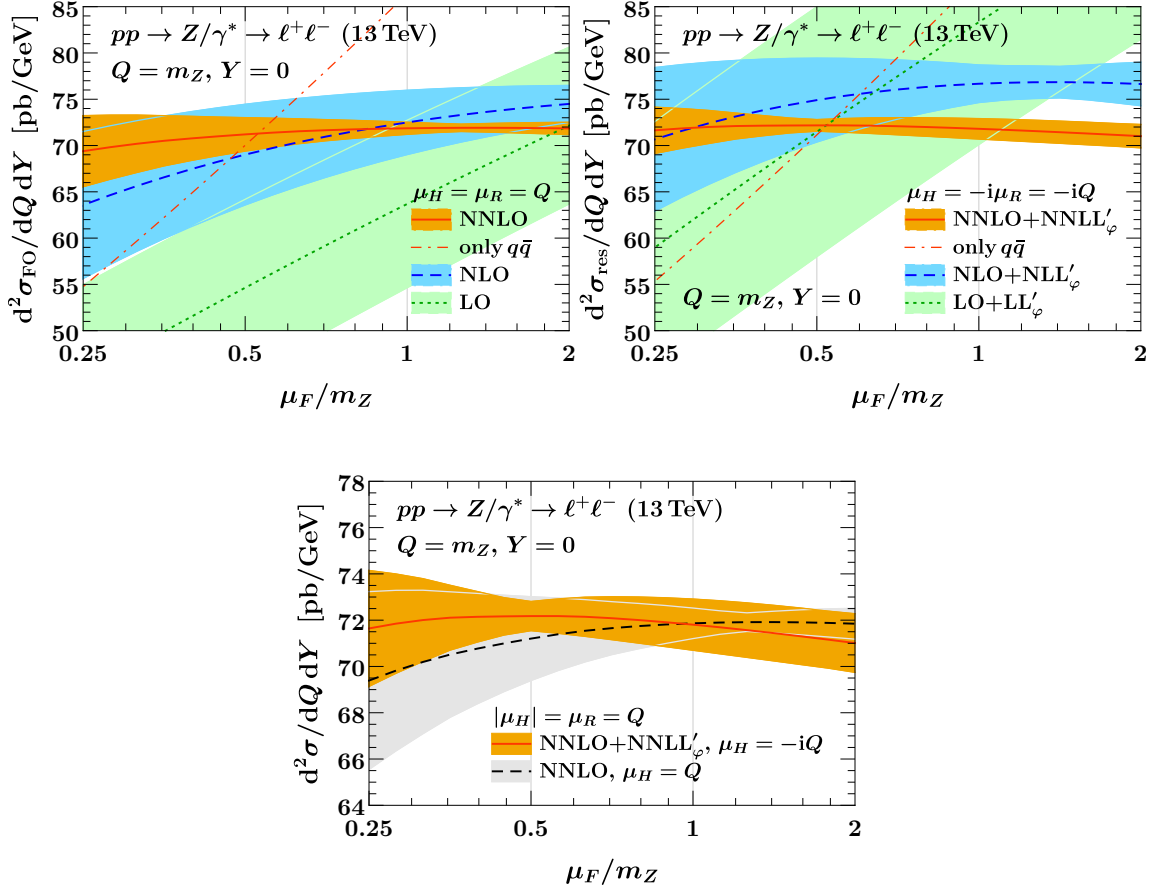 d²σ_FO/dQ dY [pb/GeV]
85
80
75
70
65
60
55
50
pp → Z/γ* → ℓ⁺ℓ⁻ (13 TeV)
Q = m_Z, Y = 0
μ_H = μ_R = Q
NNLO
only qq̄
NLO
LO
0.25 0.5 1 2
μ_F/m_Z
d²σ_res/dQ dY [pb/GeV]
85
80
75
70
65
60
55
50
pp → Z/γ* → ℓ⁺ℓ⁻ (13 TeV)
μ_H = −iμ_R = −iQ
NNLO+NNLL′_φ
only qq̄
NLO+NLL′_φ
LO+LL′_φ
Q = m_Z, Y = 0
0.25 0.5 1 2
μ_F/m_Z
d²σ/dQ dY [pb/GeV]
78
76
74
72
70
68
66
64
pp → Z/γ* → ℓ⁺ℓ⁻ (13 TeV)
Q = m_Z, Y = 0
|μ_H| = μ_R = Q
NNLO+NNLL′_φ, μ_H = −iQ
NNLO, μ_H = Q
0.25 0.5 1 2
μ_F/m_Z